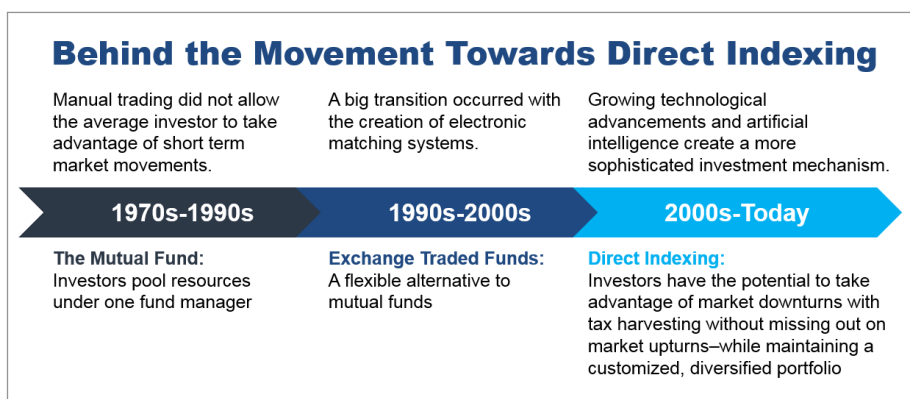 Behind the Movement Towards Direct Indexing
Manual trading did not allow
the average investor to take
advantage of short term
market movements.
A big transition occurred with
the creation of electronic
matching systems.
Growing technological
advancements and artificial
intelligence create a more
sophisticated investment mechanism.
1970s-1990s
1990s-2000s
2000s-Today
The Mutual Fund:
Investors pool resources
under one fund manager
Exchange Traded Funds:
A flexible alternative to
mutual funds
Direct Indexing:
Investors have the potential to take
advantage of market downturns with
tax harvesting without missing out on
market upturns–while maintaining a
customized, diversified portfolio